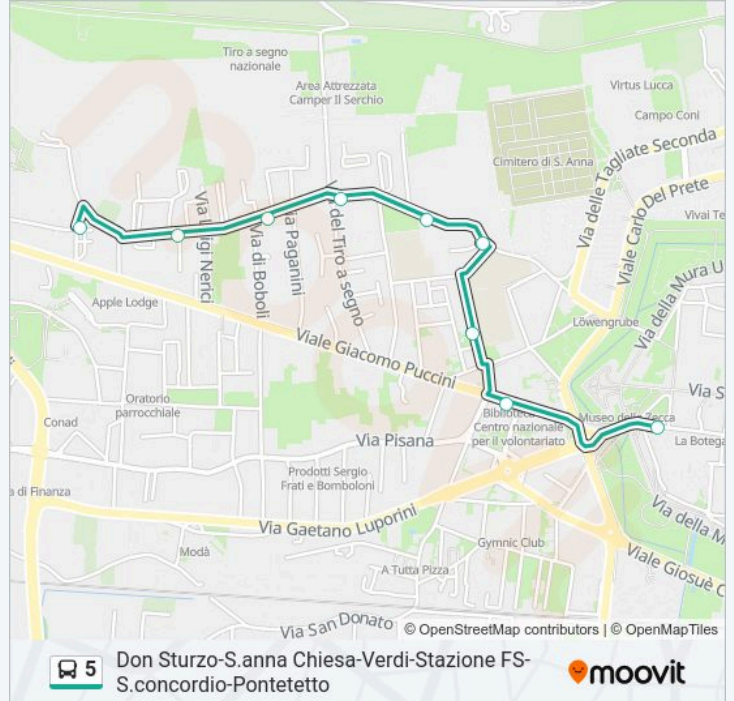 Tiro a segno
nazionale
Area Attrezzata
Camper Il Serchio
Virtus Lucca
Campo Coni
Cimitero di S. Anna
Via delle Tagliate Seconda
Viale Carlo Del Prete
Vivai Te
Via Luigi Nerici
Via di Boboli
ia Paganini
del Tiro a segno
Via della Mura U
Apple Lodge
Löwengrube
Viale Giacomo Puccini
Via S
Oratorio
parrocchiale
Conad
Biblioteca
Centro nazionale
per il volontariato
Museo della Zecca
La Botega
Via Pisana
Prodotti Sergio
Frati e Bomboloni
a di Finanza
Via Gaetano Luporini
Via della M
Modà
Gymnic Club
A Tutta Pizza
Viale Giosuè C
Via San Donato
© OpenStreetMap contributors | © OpenMapTiles
5
Don Sturzo-S.anna Chiesa-Verdi-Stazione FS-
S.concordio-Pontetetto
moovit